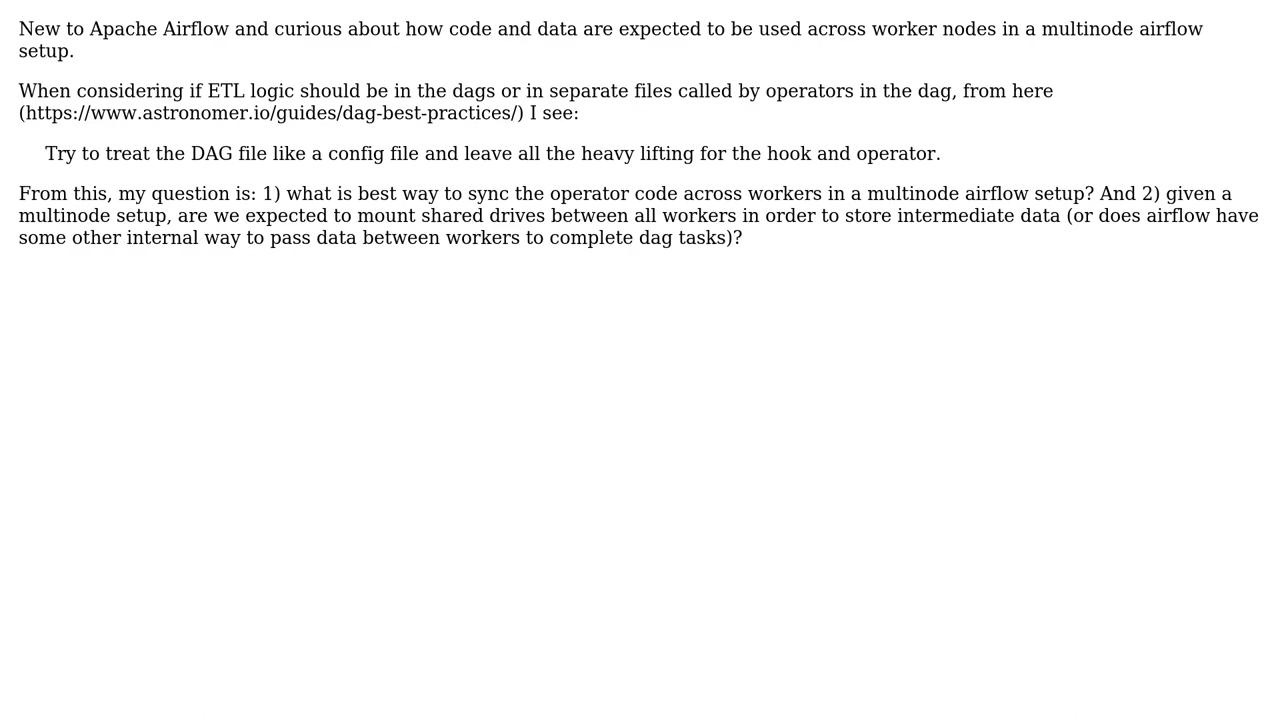 New to Apache Airflow and curious about how code and data are expected to be used across worker nodes in a multinode airflow
setup.
When considering if ETL logic should be in the dags or in separate files called by operators in the dag, from here
(https://www.astronomer.io/guides/dag-best-practices/) I see:
Try to treat the DAG file like a config file and leave all the heavy lifting for the hook and operator.
From this, my question is: 1) what is best way to sync the operator code across workers in a multinode airflow setup? And 2) given a
multinode setup, are we expected to mount shared drives between all workers in order to store intermediate data (or does airflow have
some other internal way to pass data between workers to complete dag tasks)?